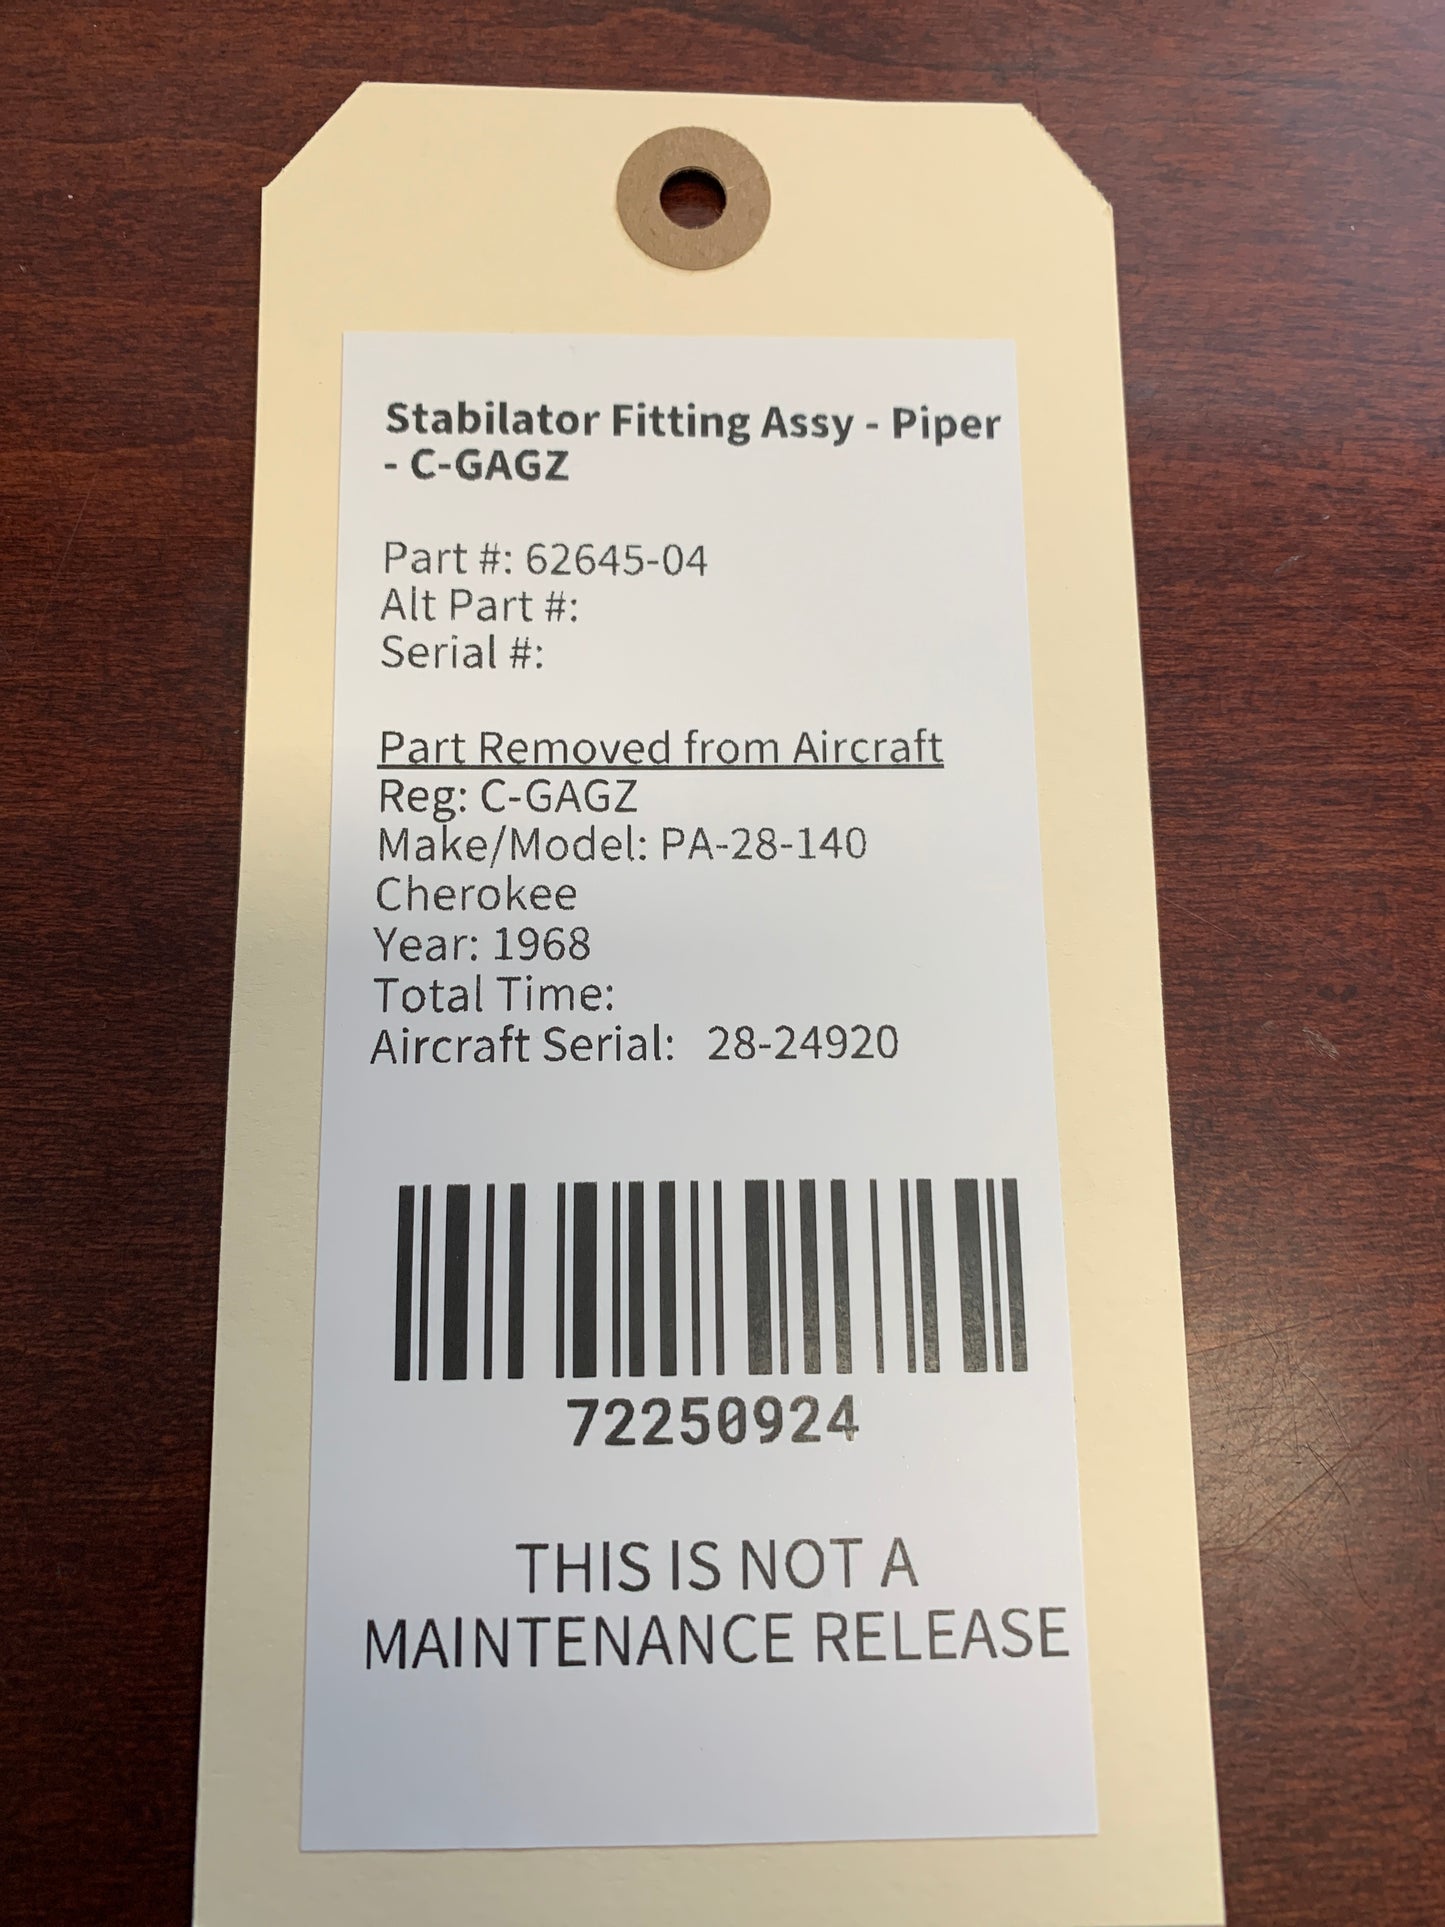 Stabilator Fitting Assy - Piper
- C-GAGZ
Part #: 62645-04
Alt Part #:
Serial #:
Part Removed from Aircraft
Reg: C-GAGZ
Make/Model: PA-28-140
Cherokee
Year: 1968
Total Time:
Aircraft Serial: 28-24920
72250924
THIS IS NOT A
MAINTENANCE RELEASE